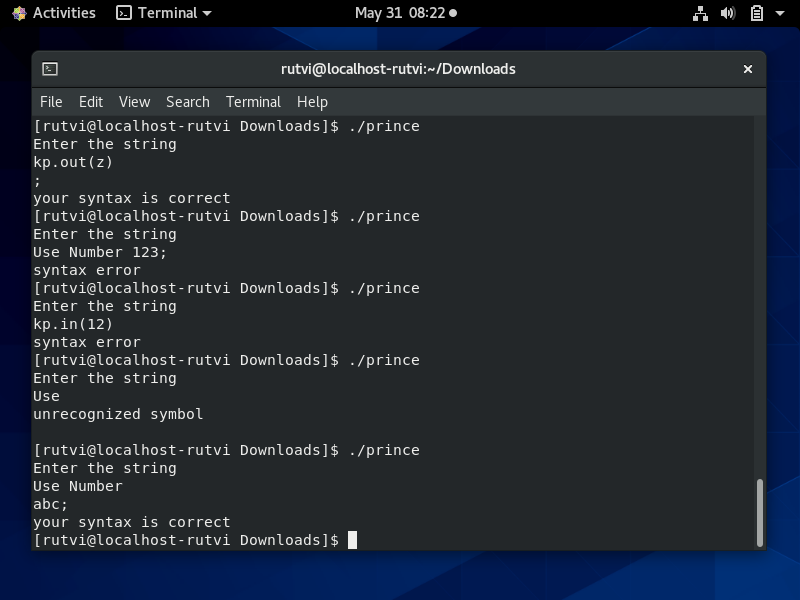 Activities Terminal May 31 08:22
rutvi@localhost-rutvi:~/Downloads
File Edit View Search Terminal Help
[rutvi@localhost-rutvi Downloads]$ ./prince
Enter the string
kp.out(z)
;
your syntax is correct
[rutvi@localhost-rutvi Downloads]$ ./prince
Enter the string
Use Number 123;
syntax error
[rutvi@localhost-rutvi Downloads]$ ./prince
Enter the string
kp.in(12)
syntax error
[rutvi@localhost-rutvi Downloads]$ ./prince
Enter the string
Use
unrecognized symbol
[rutvi@localhost-rutvi Downloads]$ ./prince
Enter the string
Use Number
abc;
your syntax is correct
[rutvi@localhost-rutvi Downloads]$